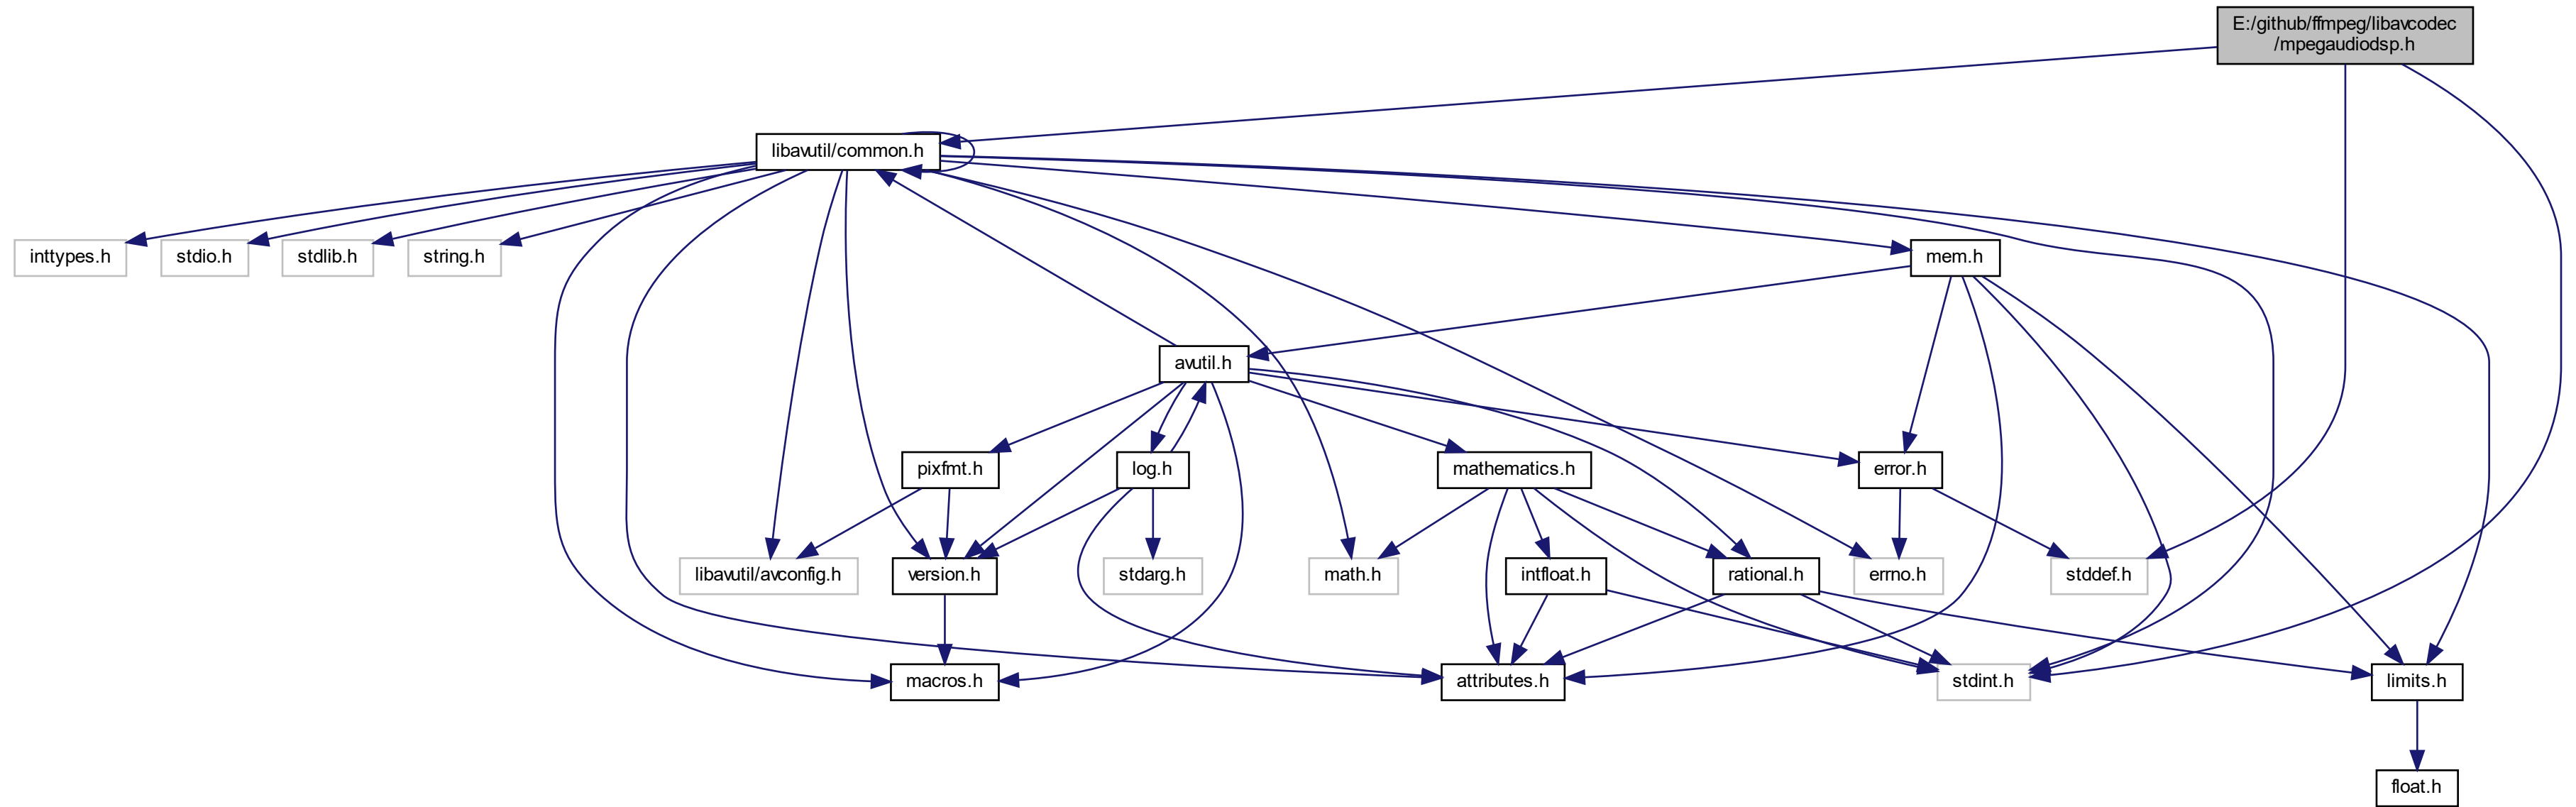 E:/github/ffmpeg/libavcodec
/mpegaudiodsp.h
libavutil/common.h
inttypes.h
stdio.h
stdlib.h
string.h
mem.h
avutil.h
pixfmt.h
log.h
mathematics.h
error.h
libavutil/avconfig.h
version.h
stdarg.h
math.h
intfloat.h
rational.h
errno.h
stddef.h
macros.h
attributes.h
stdint.h
limits.h
float.h